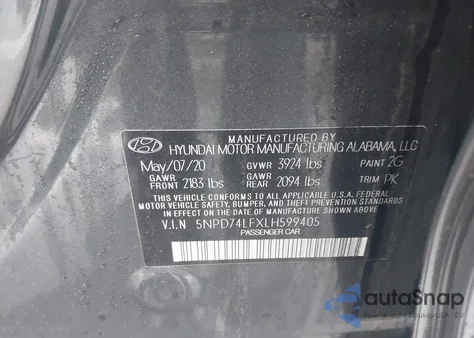 MANUFACTURED BY
HYUNDAI MOTOR MANUFACTURING ALABAMA, LLC
May/07/20 GVWR 3924 lbs PAINT 2G
GAWR FRONT 2183 lbs GAWR REAR 2094 lbs TRIM PK
THIS VEHICLE CONFORMS TO ALL APPLICABLE U.S.A. FEDERAL
MOTOR VEHICLE SAFETY, BUMPER, AND THEFT PREVENTION STANDARDS
IN EFFECT ON THE DATE OF MANUFACTURE SHOWN ABOVE.
V.I.N 5NPD74LFXLH599405
PASSENGER CAR
autoSnap